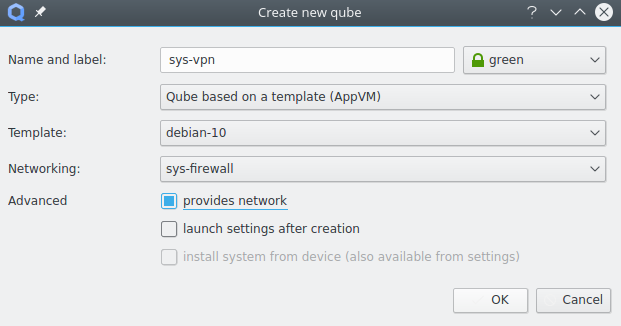 Create new qube
Name and label: sys-vpn green
Type: Qube based on a template (AppVM)
Template: debian-10
Networking: sys-firewall
Advanced provides network
launch settings after creation
install system from device (also available from settings)
OK Cancel